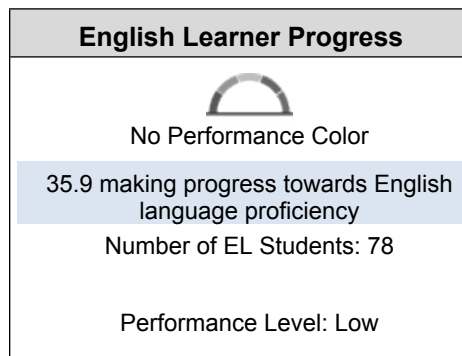 English Learner Progress
No Performance Color
35.9 making progress towards English
language proficiency
Number of EL Students: 78
Performance Level: Low